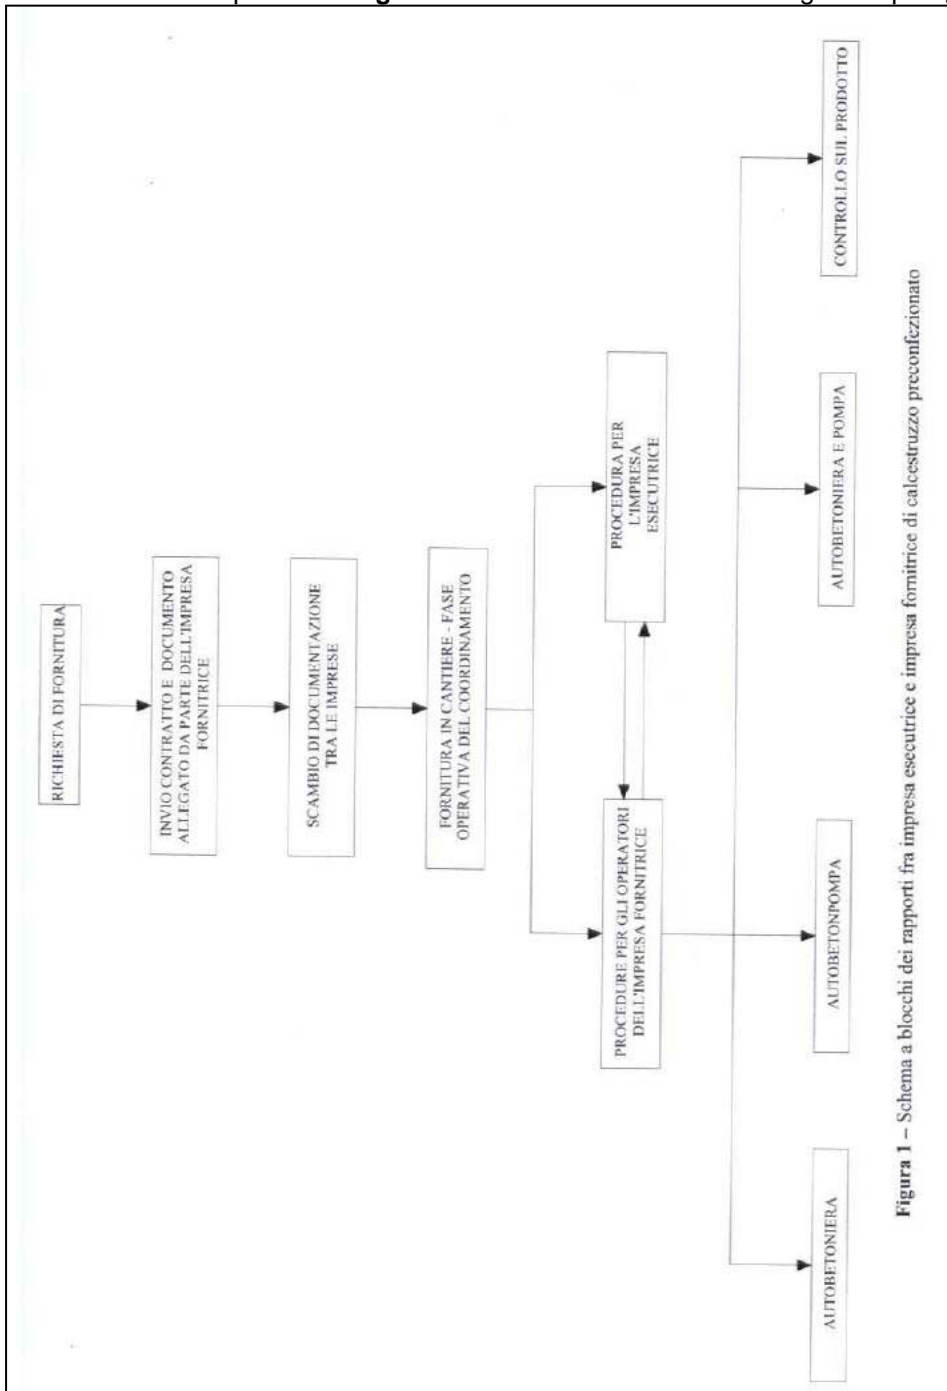 RICHIESTA DI FORNITURA
INVIO CONTRATTO E DOCUMENTO
ALLEGATO DA PARTE DELL'IMPRESA
FORNITRICE
SCAMBIO DI DOCUMENTAZIONE
TRA LE IMPRESE
FORNITURA IN CANTIERE - FASE
OPERATIVA DEL COORDINAMENTO
PROCEDURE PER GLI OPERATORI
DELL'IMPRESA FORNITRICE
PROCEDURA PER
L'IMPRESA
ESECUTRICE
AUTOBETONIERA
AUTOBETONPOMPA
AUTOBETONIERA E POMPA
CONTROLLO SUL PRODOTTO
Figura 1 – Schema a blocchi dei rapporti fra impresa esecutrice e impresa fornitrice di calcestruzzo preconfezionato